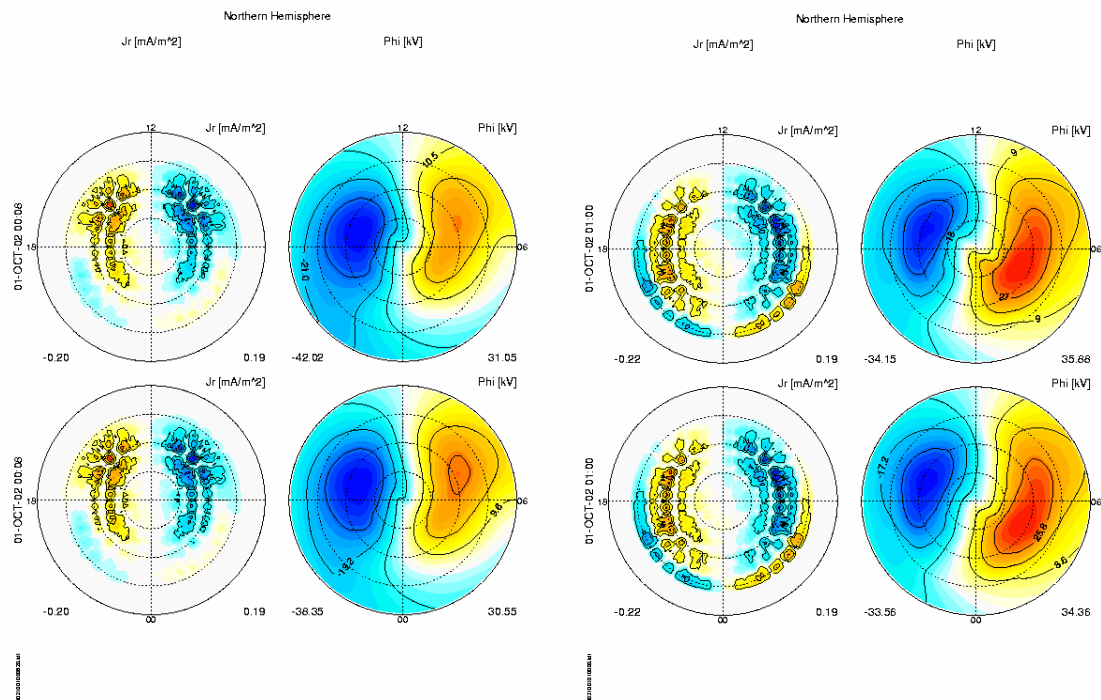 Northern Hemisphere
Jr [mA/m^2] Phi [kV]
Jr [mA/m^2] Phi [kV]
12 12
10.5
01-OCT-02 00:06
18 06
-21.0
-0.20 0.19 -42.02 31.05
Jr [mA/m^2] Phi [kV]
01-OCT-02 00:06
18 06
9.6
-19.2
-0.20 0.19 -38.35 30.55
00 00
Northern Hemisphere
Jr [mA/m^2] Phi [kV]
Jr [mA/m^2] Phi [kV]
12 12
9
01-OCT-02 01:00
18 -18 06
27
9
-0.22 0.19 -34.15 35.66
Jr [mA/m^2] Phi [kV]
-17.2
01-OCT-02 01:00
18 06
25.8
8.6
-0.22 0.19 -33.56 34.36
00 00